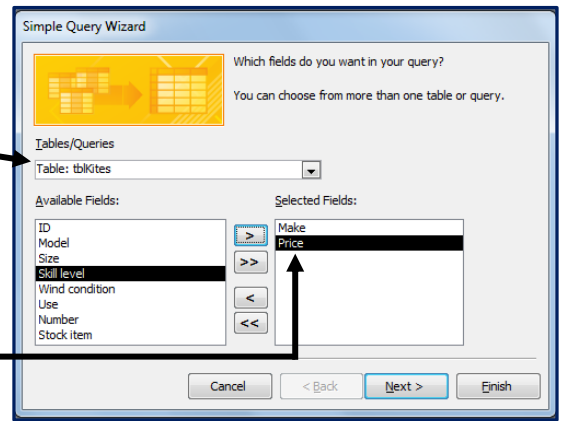 Simple Query Wizard
Which fields do you want in your query?
You can choose from more than one table or query.
Tables/Queries
Table: tblKites
Available Fields:
Selected Fields:
ID
Model
Size
Skill level
Wind condition
Use
Number
Stock item
>
>>
<
<<
Make
Price
Cancel
< Back
Next >
Finish